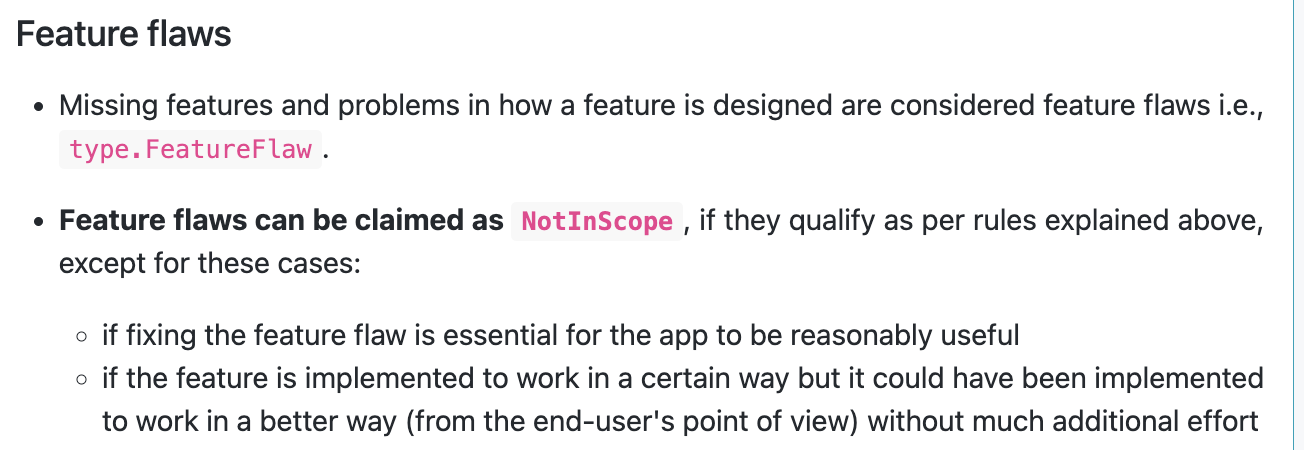 Feature flaws
• Missing features and problems in how a feature is designed are considered feature flaws i.e.,
type.FeatureFlaw .
• Feature flaws can be claimed as NotInScope , if they qualify as per rules explained above,
except for these cases:
◦ if fixing the feature flaw is essential for the app to be reasonably useful
◦ if the feature is implemented to work in a certain way but it could have been implemented
to work in a better way (from the end-user's point of view) without much additional effort